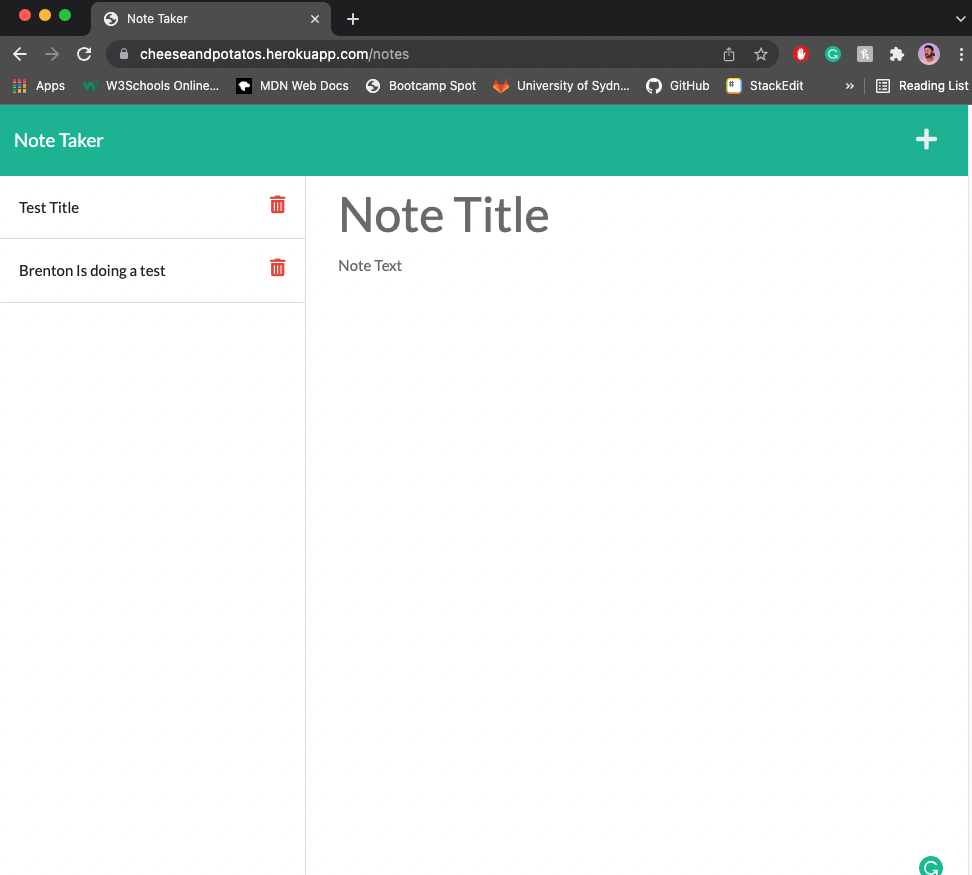 Note Taker
cheeseandpotatos.herokuapp.com/notes
Apps W3Schools Online... MDN Web Docs Bootcamp Spot University of Sydn... GitHub StackEdit » Reading List
Note Taker
Test Title
Brenton Is doing a test
Note Title
Note Text